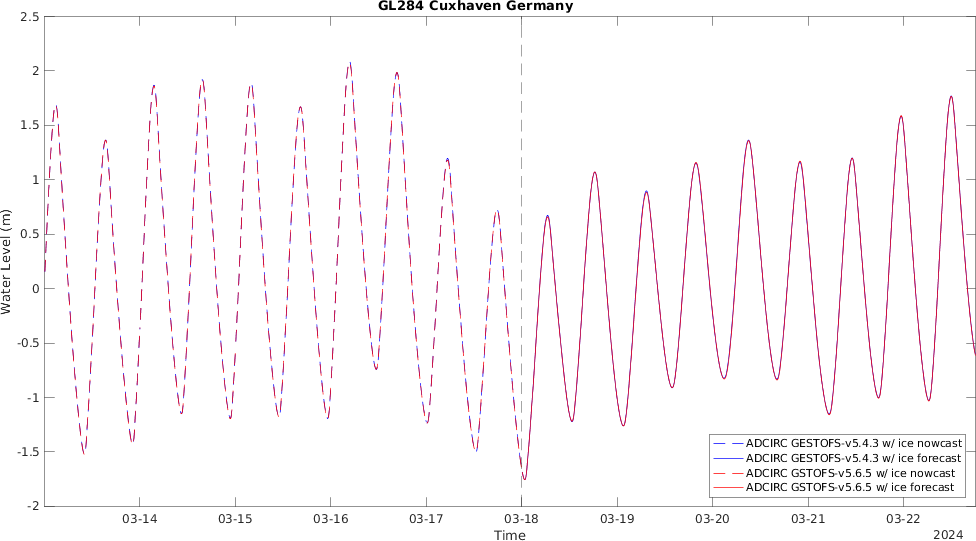 GL284 Cuxhaven Germany
2.5
2
1.5
1
0.5
0
-0.5
-1
-1.5
-2
Water Level (m)
ADCIRC GESTOFS-v5.4.3 w/ ice nowcast
ADCIRC GESTOFS-v5.4.3 w/ ice forecast
ADCIRC GSTOFS-v5.6.5 w/ ice nowcast
ADCIRC GSTOFS-v5.6.5 w/ ice forecast
03-14 03-15 03-16 03-17 03-18 03-19 03-20 03-21 03-22
Time
2024